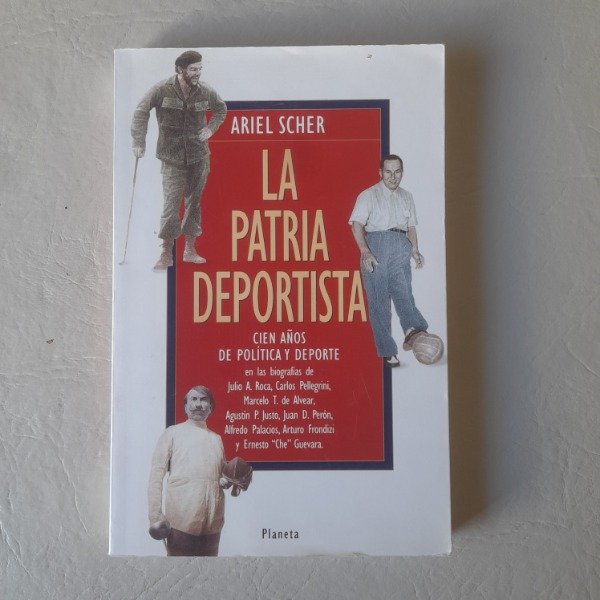 ARIEL SCHER
LA
PATRIA
DEPORTISTA
CIEN AÑOS
DE POLÍTICA Y DEPORTE
en las biografías de
Julio A. Roca, Carlos Pellegrini,
Marcelo T. de Alvear,
Agustín P. Justo, Juan D. Perón,
Alfredo Palacios, Arturo Frondizi
y Ernesto "Che" Guevara.
Planeta